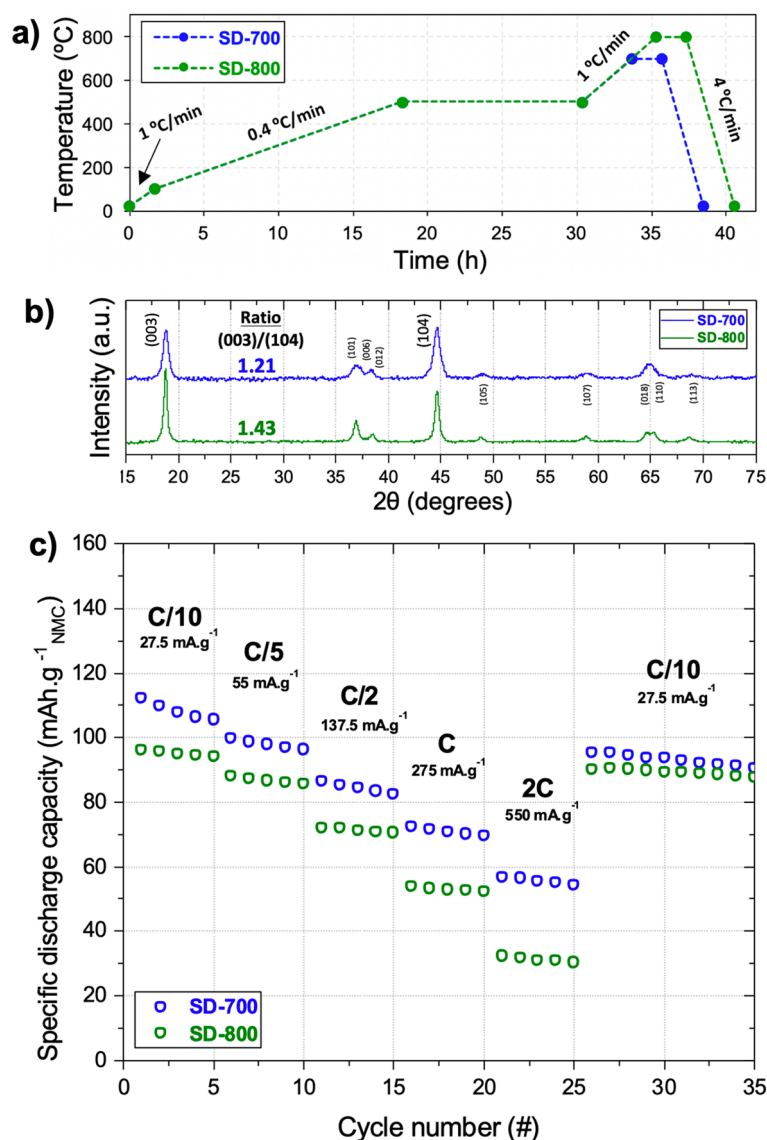 a)
SD-700
SD-800
1 ºC/min
0.4 ºC/min
1 ºC/min
4 ºC/min
Temperature (ºC)
800
600
400
200
0
0 5 10 15 20 25 30 35 40
Time (h)
b)
Intensity (a.u.)
(003)
Ratio
(003)/(104)
1.21
1.43
(101)
(006)
(012)
(104)
(105)
(107)
(018)
(110)
(113)
SD-700
SD-800
15 20 25 30 35 40 45 50 55 60 65 70 75
2θ (degrees)
c)
Specific discharge capacity (mAh.g⁻¹NMC)
160
140
120
100
80
60
40
20
0
C/10
27.5 mA.g⁻¹
C/5
55 mA.g⁻¹
C/2
137.5 mA.g⁻¹
C
275 mA.g⁻¹
2C
550 mA.g⁻¹
C/10
27.5 mA.g⁻¹
SD-700
SD-800
0 5 10 15 20 25 30 35
Cycle number (#)